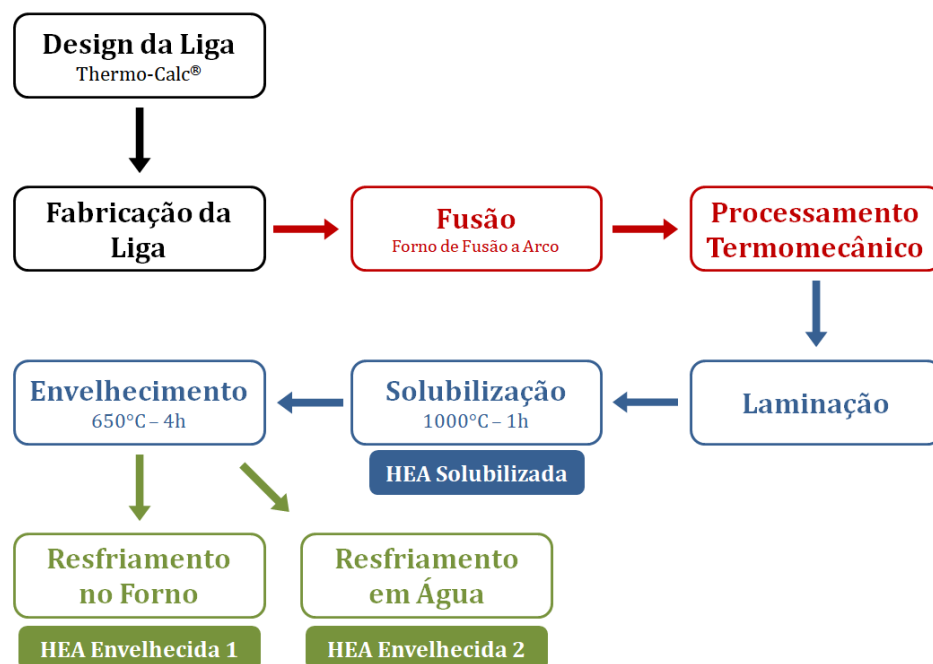 Design da Liga
Thermo-Calc®
Fabricação da
Liga
Fusão
Forno de Fusão a Arco
Processamento
Termomecânico
Envelhecimento
650°C – 4h
Solubilização
1000°C – 1h
Laminação
HEA Solubilizada
Resfriamento
no Forno
Resfriamento
em Água
HEA Envelhecida 1
HEA Envelhecida 2